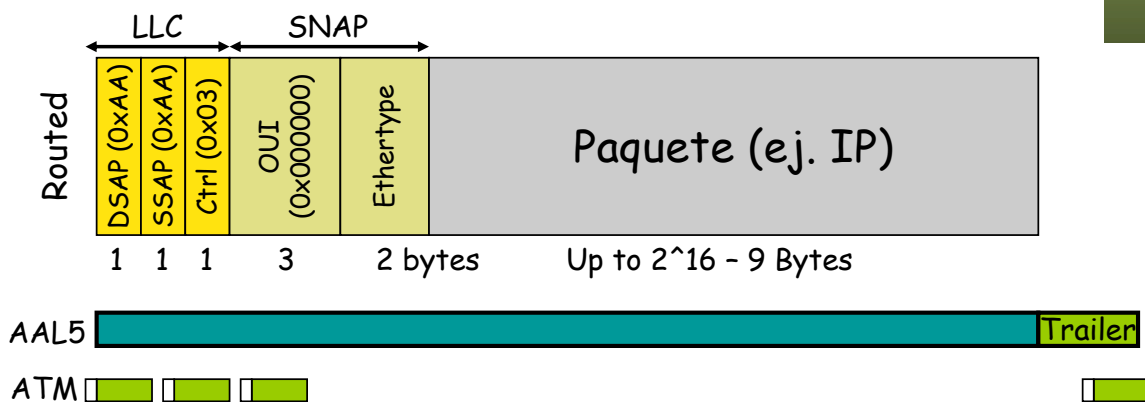 LLC SNAP
Routed
DSAP (0xAA)
SSAP (0xAA)
Ctrl (0x03)
OUI
(0x000000)
Ethertype
Paquete (ej. IP)
1 1 1 3 2 bytes Up to 2^16 – 9 Bytes
AAL5 Trailer
ATM